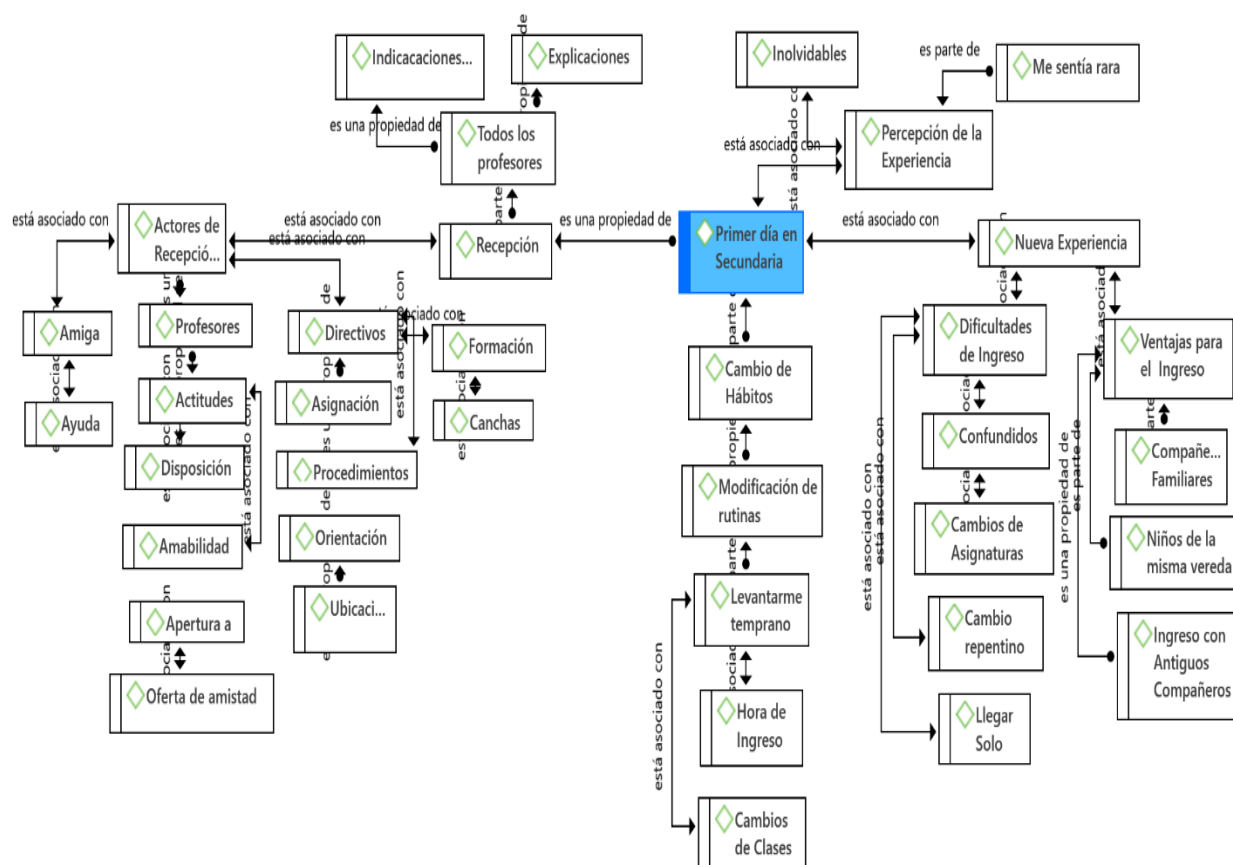 Indicacaciones...
Explicaciones
Inolvidables
es parte de
Me sentía rara
es una propiedad de
Todos los
profesores
está asociado con
Percepción de la
Experiencia
está asociado con
Actores de
Recepció...
está asociado con
está asociado con
Recepción
es una propiedad de
Primer día en
Secundaria
está asociado con
Nueva Experiencia
Amiga
Profesores
Directivos
Formación
Dificultades
de Ingreso
Ventajas para
el Ingreso
Ayuda
Actitudes
Asignación
Canchas
Cambio de
Hábitos
Confundidos
Compañe...
Familiares
Disposición
Procedimientos
Modificación de
rutinas
Cambios de
Asignaturas
Niños de la
misma vereda
Amabilidad
Orientación
Apertura a
Ubicaci...
Levantarme
temprano
Cambio
repentino
Ingreso con
Antiguos
Compañeros
Oferta de amistad
Hora de
Ingreso
Llegar
Solo
Cambios
de Clases
está asociado con
está asociado con
está asociado con
está asociado con
está asociado con
es una propiedad de
es parte de